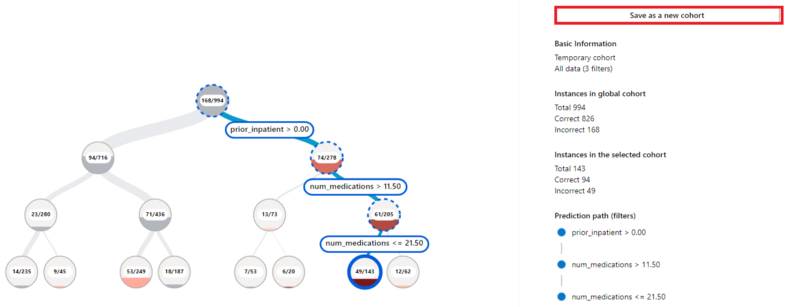 Save as a new cohort
Basic Information
Temporary cohort
All data (3 filters)
Instances in global cohort
Total 994
Correct 826
Incorrect 168
Instances in the selected cohort
Total 143
Correct 94
Incorrect 49
Prediction path (filters)
prior_inpatient > 0.00
num_medications > 11.50
num_medications <= 21.50
168/994
prior_inpatient > 0.00
94/716
74/278
num_medications > 11.50
23/280
71/436
13/73
61/205
num_medications <= 21.50
14/235
9/45
53/249
18/187
7/53
6/20
49/143
12/62